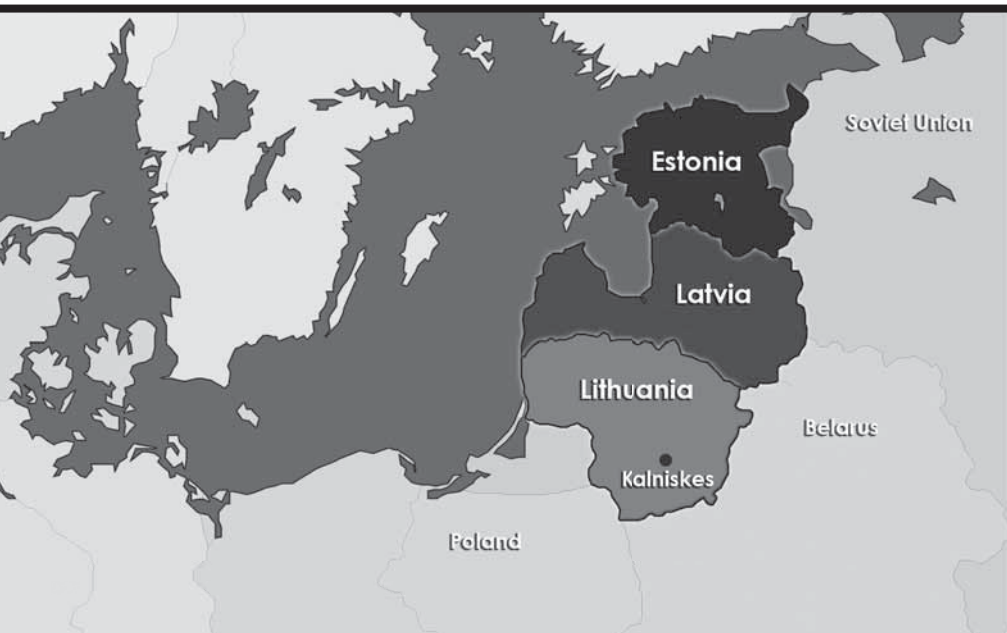 Soviet Union
Estonia
Latvia
Lithuania
Belarus
Kalniskes
Poland